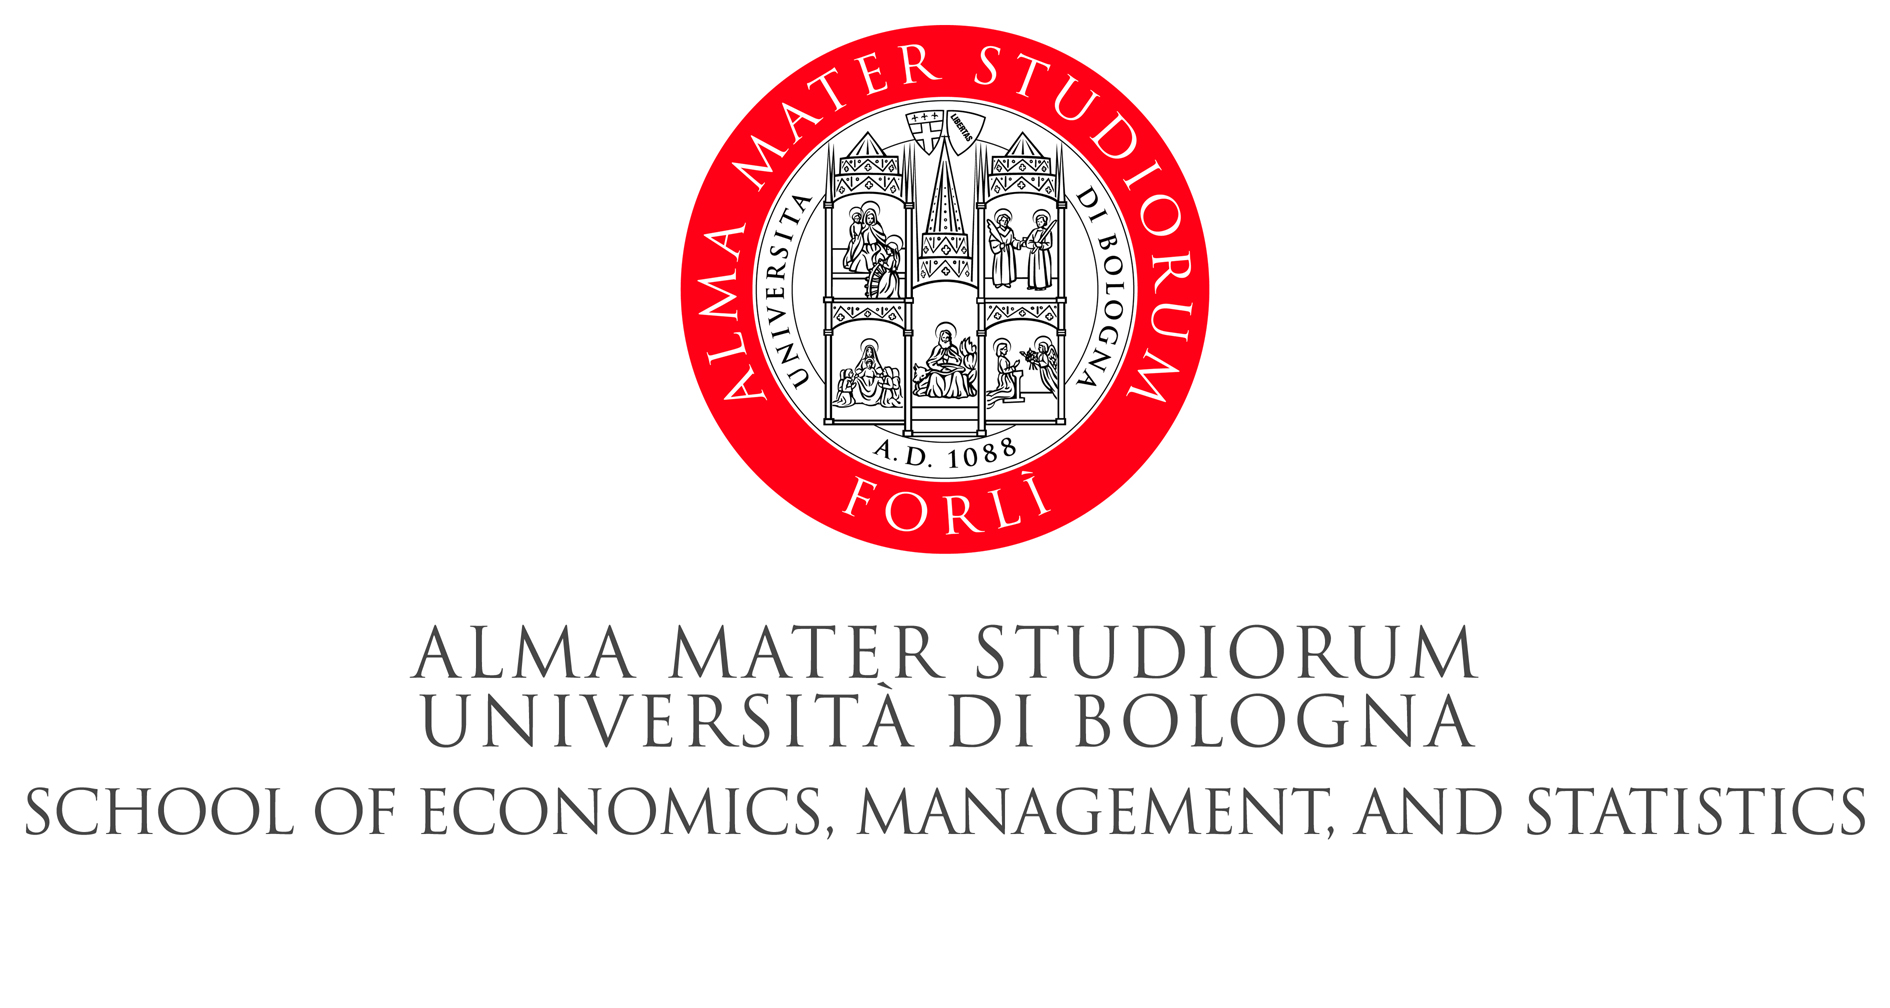 ALMA MATER STUDIORUM
LIBERTAS
UNIVERSITA
DI BOLOGNA
A.D. 1088
FORLÌ
ALMA MATER STUDIORUM
UNIVERSITÀ DI BOLOGNA
SCHOOL OF ECONOMICS, MANAGEMENT, AND STATISTICS